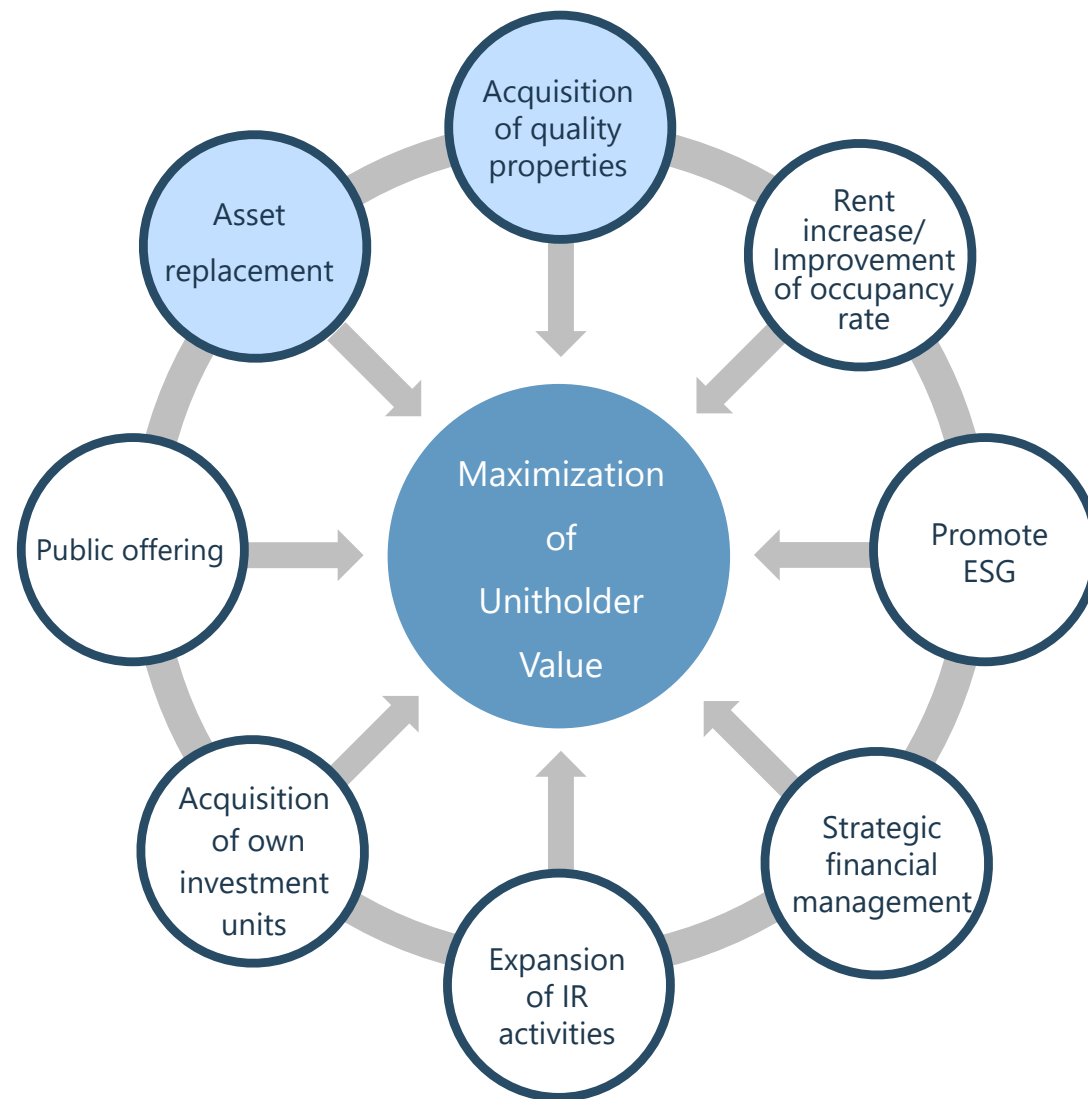 Acquisition
of quality
properties
Rent
increase/
Improvement
of occupancy
rate
Promote
ESG
Strategic
financial
management
Expansion
of IR
activities
Acquisition
of own
investment
units
Public offering
Asset
replacement
Maximization
of
Unitholder
Value